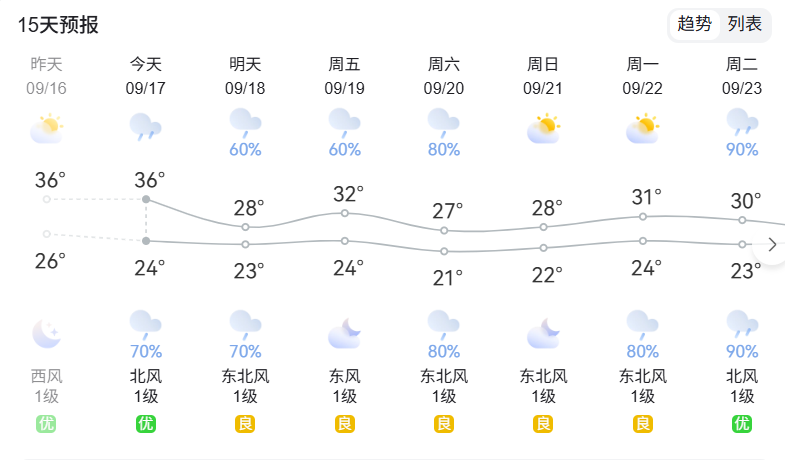 15天预报
趋势 列表
昨天 今天 明天 周五 周六 周日 周一 周二
09/16 09/17 09/18 09/19 09/20 09/21 09/22 09/23
60% 60% 80% 90%
36° 36° 28° 32° 27° 28° 31° 30°
26° 24° 23° 24° 21° 22° 24° 23°
70% 70% 80% 80% 90%
西风 北风 东北风 东风 东北风 东北风 东北风 北风
1级 1级 1级 1级 1级 1级 1级 1级
优 优 良 良 良 良 良 优